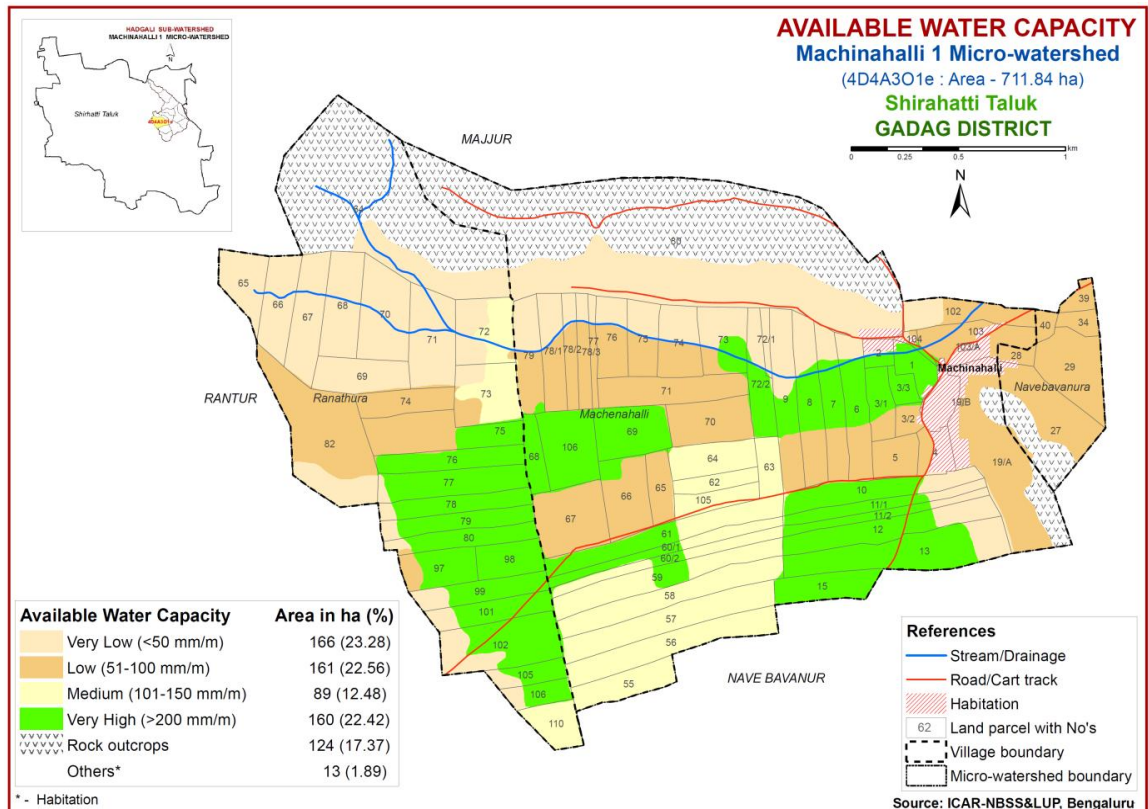 HADGALI SUB-WATERSHED
MACHINAHALLI 1 MICRO-WATERSHED
N
Shirhatti Taluk
4D4A3O1e
AVAILABLE WATER CAPACITY
Machinahalli 1 Micro-watershed
(4D4A3O1e : Area - 711.84 ha)
Shirahatti Taluk
GADAG DISTRICT
km
0 0.25 0.5 1
N
MAJJUR
64
60
65
66
67
68
70
71
72
69
79
78/1
78/2
77
78/3
76
75
74
73
72/1
102
103
104
103/A
40
39
34
28
29
2
1
Machinahalli
Navebavanura
RANTUR
Ranathura
74
73
71
72/2
9
8
7
6
3/1
3/3
3/2
19/B
27
82
75
Machenahalli
69
70
106
68
76
77
78
79
80
98
97
99
101
102
105
106
110
64
62
63
105
65
66
67
5
4
19/A
10
11/1
11/2
12
13
15
61
60/1
60/2
59
58
57
56
55
NAVE BAVANUR
Available Water Capacity Area in ha (%)
Very Low (<50 mm/m) 166 (23.28)
Low (51-100 mm/m) 161 (22.56)
Medium (101-150 mm/m) 89 (12.48)
Very High (>200 mm/m) 160 (22.42)
Rock outcrops 124 (17.37)
Others* 13 (1.89)
* - Habitation
References
Stream/Drainage
Road/Cart track
Habitation
62 Land parcel with No's
Village boundary
Micro-watershed boundary
Source: ICAR-NBSS&LUP, Bengaluru